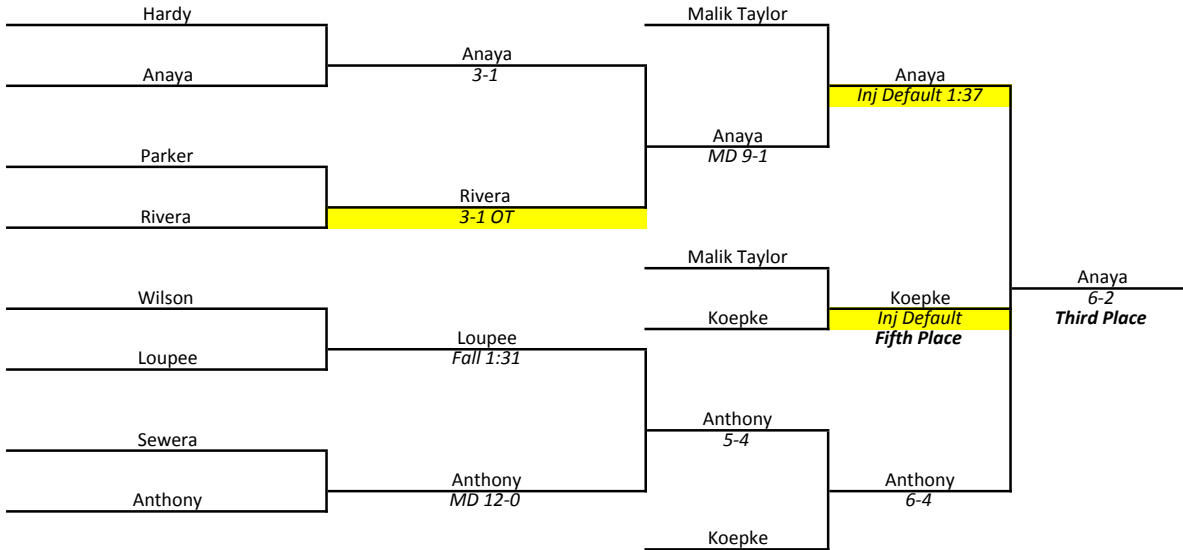 Hardy
Malik Taylor
Anaya
3-1
Anaya
Anaya
Inj Default 1:37
Anaya
MD 9-1
Parker
Rivera
3-1 OT
Rivera
Malik Taylor
Anaya
6-2
Third Place
Wilson
Koepke
Inj Default
Fifth Place
Koepke
Loupee
Fall 1:31
Loupee
Anthony
5-4
Sewera
Anthony
MD 12-0
Anthony
6-4
Anthony
Koepke